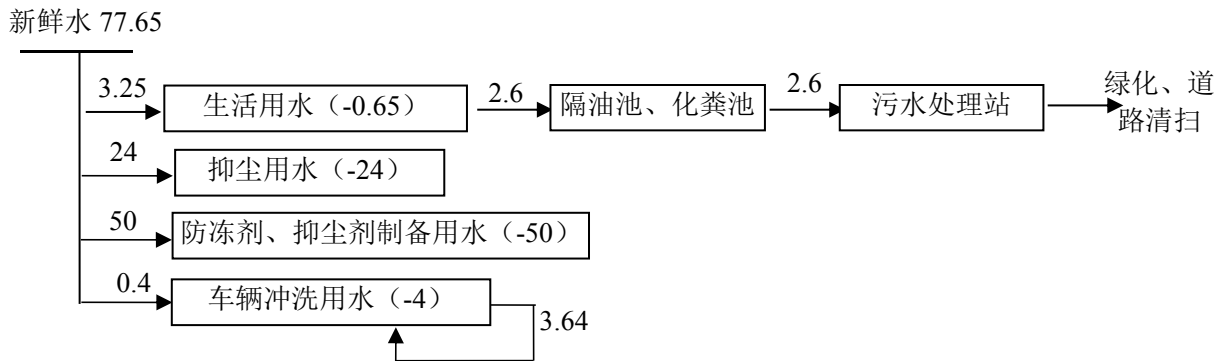 新鲜水 77.65
3.25
生活用水（-0.65）
2.6
隔油池、化粪池
2.6
污水处理站
绿化、道
路清扫
24
抑尘用水（-24）
50
防冻剂、抑尘剂制备用水（-50）
0.4
车辆冲洗用水（-4）
3.64